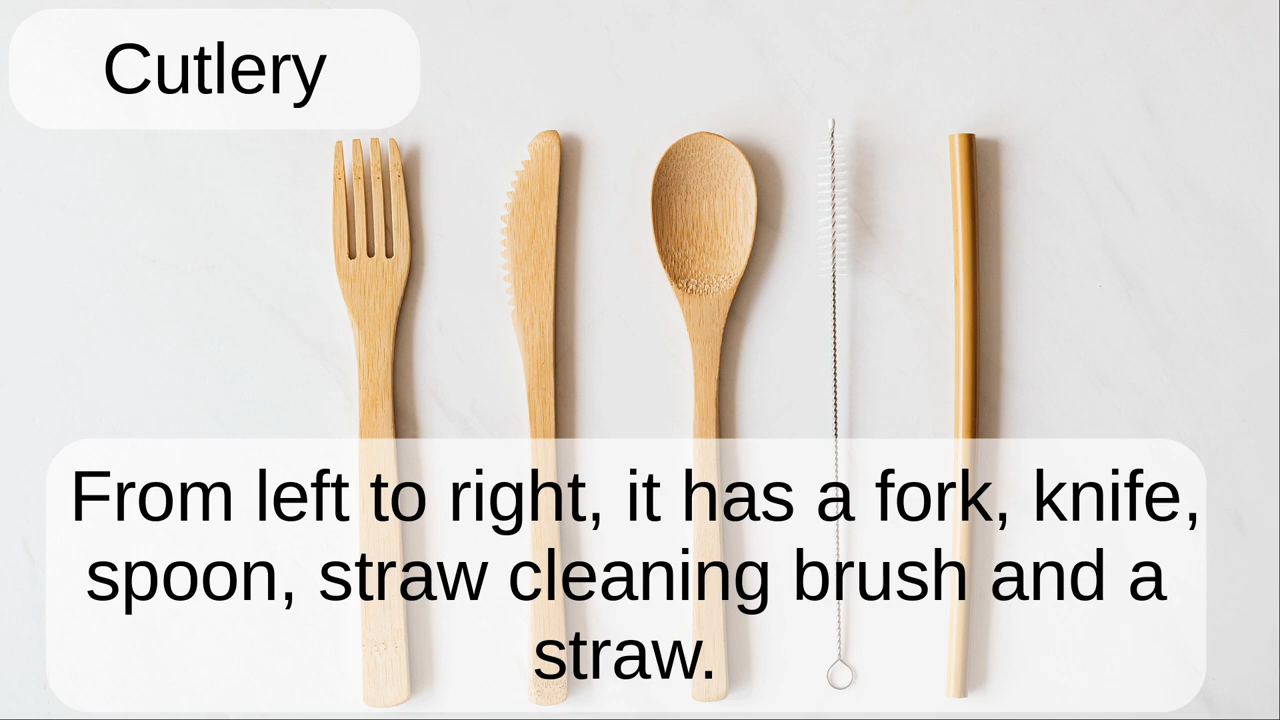 Cutlery
From left to right, it has a fork, knife,
spoon, straw cleaning brush and a
straw.